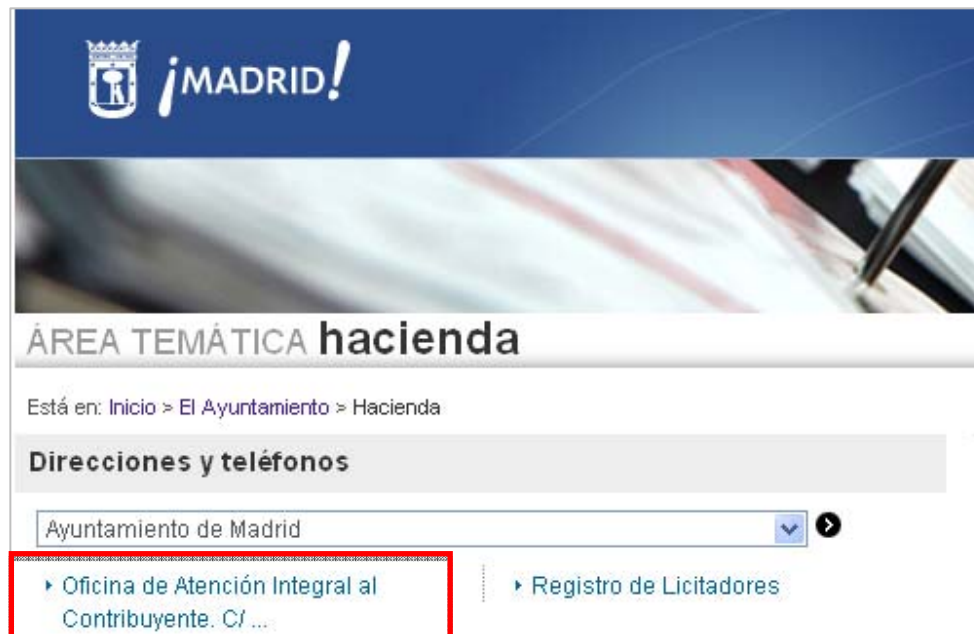 ¡MADRID!
ÁREA TEMÁTICA hacienda
Está en: Inicio > El Ayuntamiento > Hacienda
Direcciones y teléfonos
Ayuntamiento de Madrid
Oficina de Atención Integral al
Contribuyente. C/ ...
Registro de Licitadores